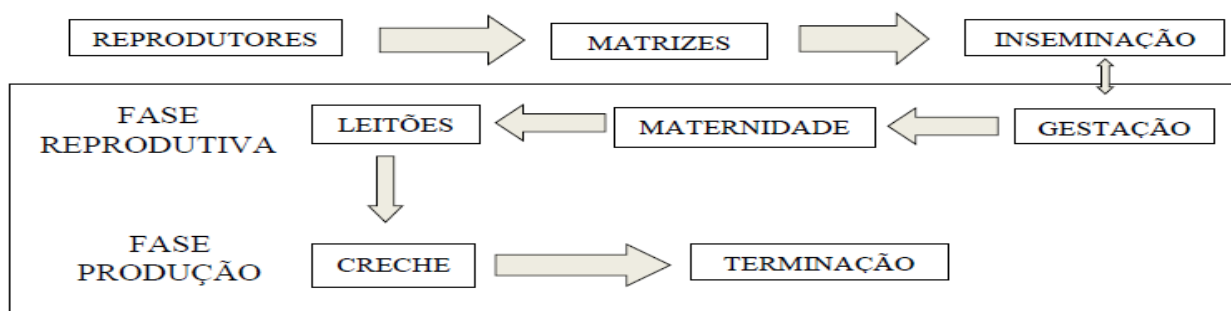 REPRODUTORES
MATRIZES
INSEMINAÇÃO
FASE
REPRODUTIVA
LEITÕES
MATERNIDADE
GESTAÇÃO
FASE
PRODUÇÃO
CRECHE
TERMINAÇÃO